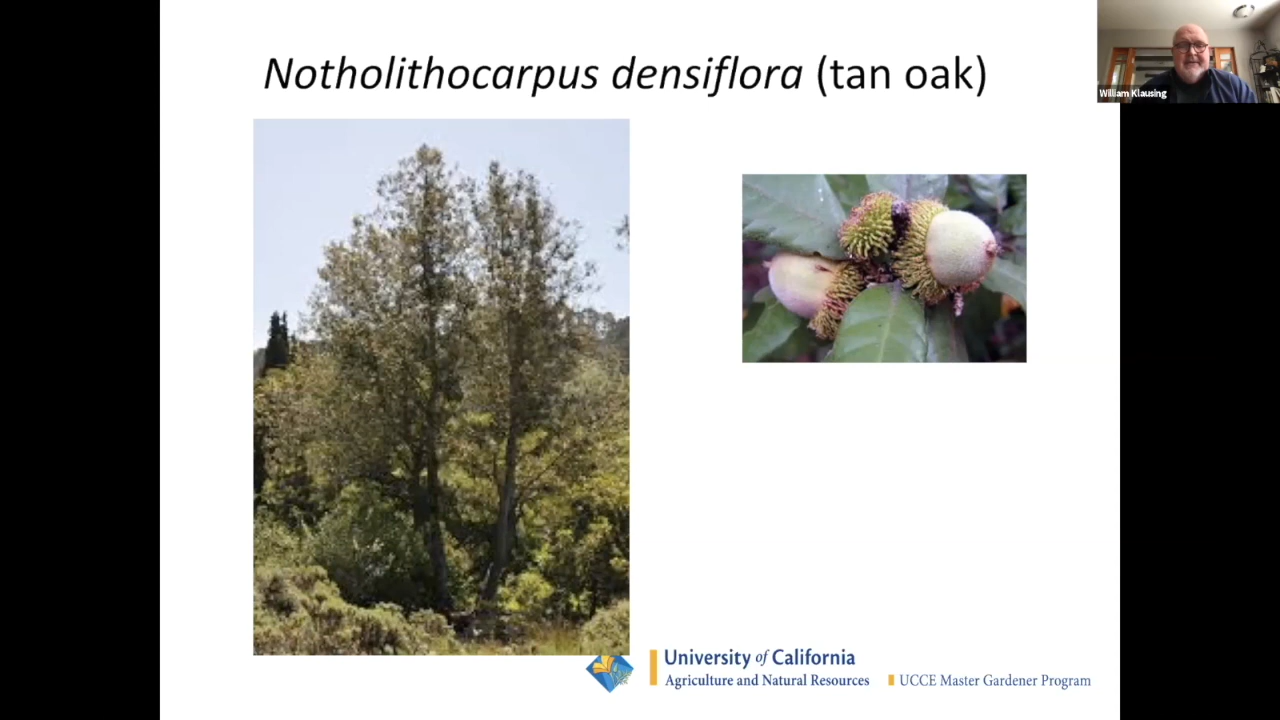 Notholithocarpus densiflora (tan oak)
William Klausing
University of California
Agriculture and Natural Resources
UCCE Master Gardener Program